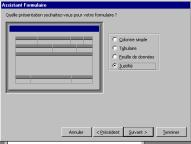 Assistant Formulaire
Quelle présentation souhaitez-vous pour votre formulaire ?
Colonne simple
Tabulaire
Feuille de données
Justifié
Annuler
< Précédent
Suivant >
Terminer